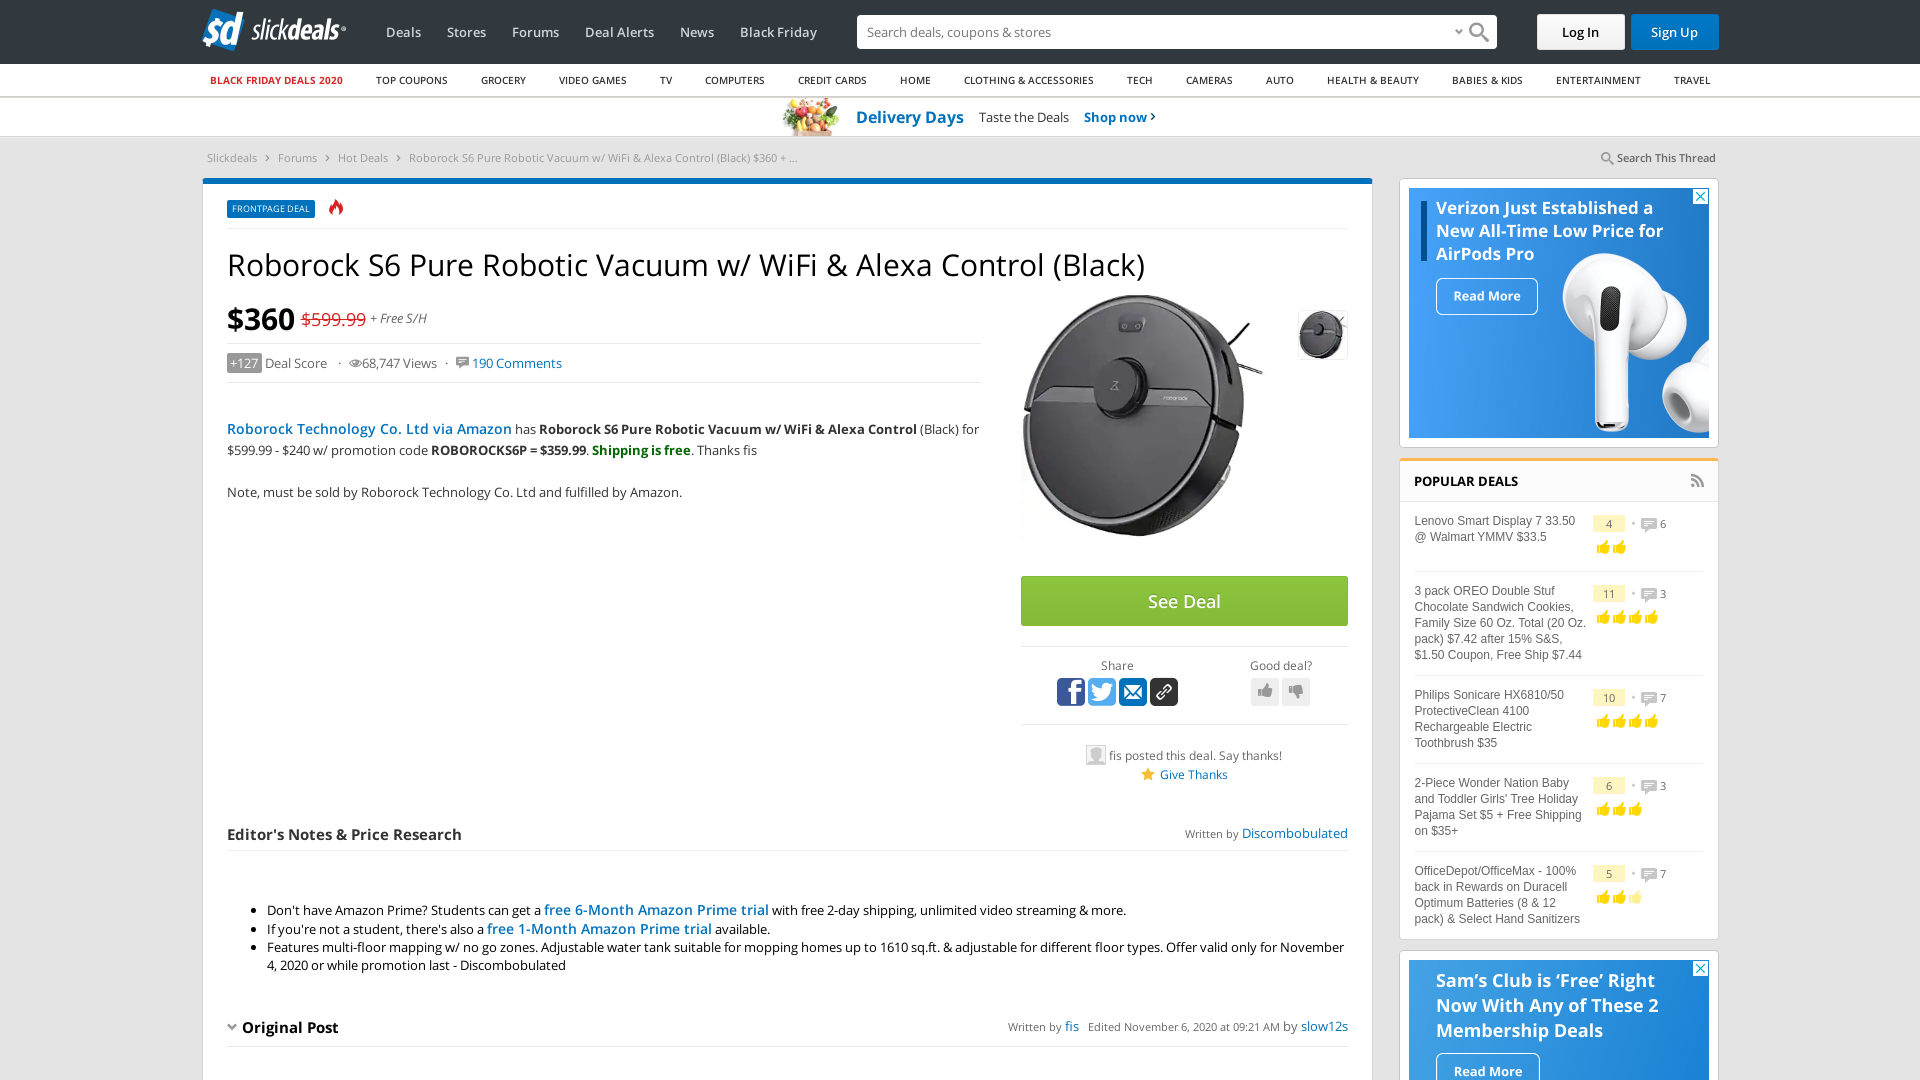 sd slickdeals
Deals
Stores
Forums
Deal Alerts
News
Black Friday
Search deals, coupons & shopping
Log In
Sign Up
BLACK FRIDAY DEALS 2020
TOP COUPONS
GROCERY
VIDEO GAMES
TV
COMPUTERS
CREDIT CARDS
HOME
CLOTHING & ACCESSORIES
TECH
CAMERAS
AUTO
HEALTH & BEAUTY
BABIES & KIDS
ENTERTAINMENT
TRAVEL
Delivery Days Taste the Deals Shop now ›
Slickdeals › Forums › Hot Deals › Roborock S6 Pure Robotic Vacuum w/ WiFi & Alexa Control (Black) $360 + ...
Search This Thread
FRONTPAGE DEAL
Roborock S6 Pure Robotic Vacuum w/ WiFi & Alexa Control (Black)
$360 $599.99 + Free S/H
+127 Deal Score · 68,747 Views · 190 Comments
Roborock Technology Co. Ltd via Amazon has Roborock S6 Pure Robotic Vacuum w/ WiFi & Alexa Control (Black) for
$599.99 - $240 w/ promotion code ROBOROCKS6P = $359.99. Shipping is free. Thanks fis
Note, must be sold by Roborock Technology Co. Ltd and fulfilled by Amazon.
roborock
See Deal
Share
Good deal?
fis posted this deal. Say thanks!
Give Thanks
Editor's Notes & Price Research
Written by Discombobulated
• Don't have Amazon Prime? Students can get a free 6-Month Amazon Prime trial with free 2-day shipping, unlimited video streaming & more.
• If you're not a student, there's also a free 1-Month Amazon Prime trial available.
• Features multi-floor mapping w/ no go zones. Adjustable water tank suitable for mopping homes up to 1610 sq.ft. & adjustable for different floor types. Offer valid only for November
4, 2020 or while promotion last - Discombobulated
Original Post
Written by fis Edited November 6, 2020 at 09:21 AM by slow12s
Verizon Just Established a
New All-Time Low Price for
AirPods Pro
Read More
POPULAR DEALS
Lenovo Smart Display 7 33.50
@ Walmart YMMV $33.5
4 • 6
3 pack OREO Double Stuf
Chocolate Sandwich Cookies,
Family Size 60 Oz. Total (20 Oz.
pack) $7.42 after 15% S&S,
$1.50 Coupon, Free Ship $7.44
11 • 3
Philips Sonicare HX6810/50
ProtectiveClean 4100
Rechargeable Electric
Toothbrush $35
10 • 7
2-Piece Wonder Nation Baby
and Toddler Girls' Tree Holiday
Pajama Set $5 + Free Shipping
on $35+
6 • 3
OfficeDepot/OfficeMax - 100%
back in Rewards on Duracell
Optimum Batteries (8 & 12
pack) & Select Hand Sanitizers
5 • 7
Sam's Club is 'Free' Right
Now With Any of These 2
Membership Deals
Read More